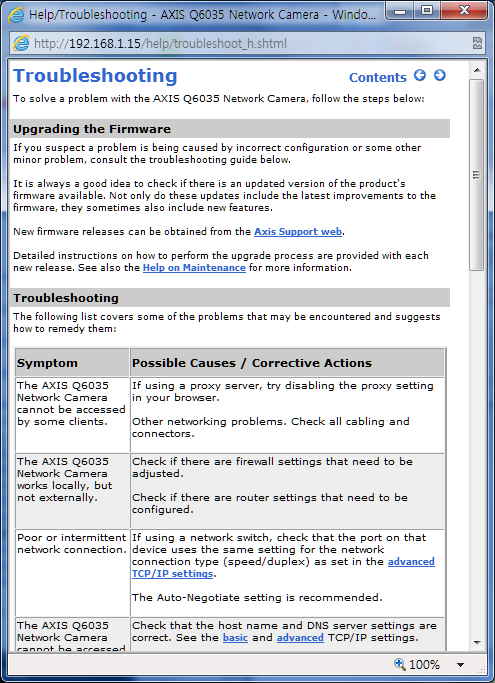 Help/Troubleshooting - AXIS Q6035 Network Camera - Windo...
http://192.168.1.15/help/troubleshoot_h.shtml
Troubleshooting
Contents
To solve a problem with the AXIS Q6035 Network Camera, follow the steps below:
Upgrading the Firmware
If you suspect a problem is being caused by incorrect configuration or some other
minor problem, consult the troubleshooting guide below.
It is always a good idea to check if there is an updated version of the product's
firmware available. Not only do these updates include the latest improvements to the
firmware, they sometimes also include new features.
New firmware releases can be obtained from the Axis Support web.
Detailed instructions on how to perform the upgrade process are provided with each
new release. See also the Help on Maintenance for more information.
Troubleshooting
The following list covers some of the problems that may be encountered and suggests
how to remedy them:
Symptom
Possible Causes / Corrective Actions
The AXIS Q6035
Network Camera
cannot be accessed
by some clients.
If using a proxy server, try disabling the proxy setting
in your browser.
Other networking problems. Check all cabling and
connectors.
The AXIS Q6035
Network Camera
works locally, but
not externally.
Check if there are firewall settings that need to be
adjusted.
Check if there are router settings that need to be
configured.
Poor or intermittent
network connection.
If using a network switch, check that the port on that
device uses the same setting for the network
connection type (speed/duplex) as set in the advanced
TCP/IP settings.
The Auto-Negotiate setting is recommended.
The AXIS Q6035
Network Camera
cannot be accessed
Check that the host name and DNS server settings are
correct. See the basic and advanced TCP/IP settings.
100%